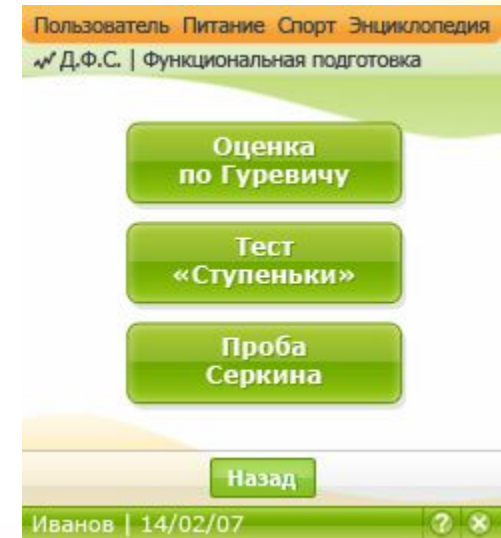 Пользователь Питание Спорт Энциклопедия
Д.Ф.С. | Функциональная подготовка
Оценка
по Гуревичу
Тест
«Ступеньки»
Проба
Серкина
Назад
Иванов | 14/02/07 ?